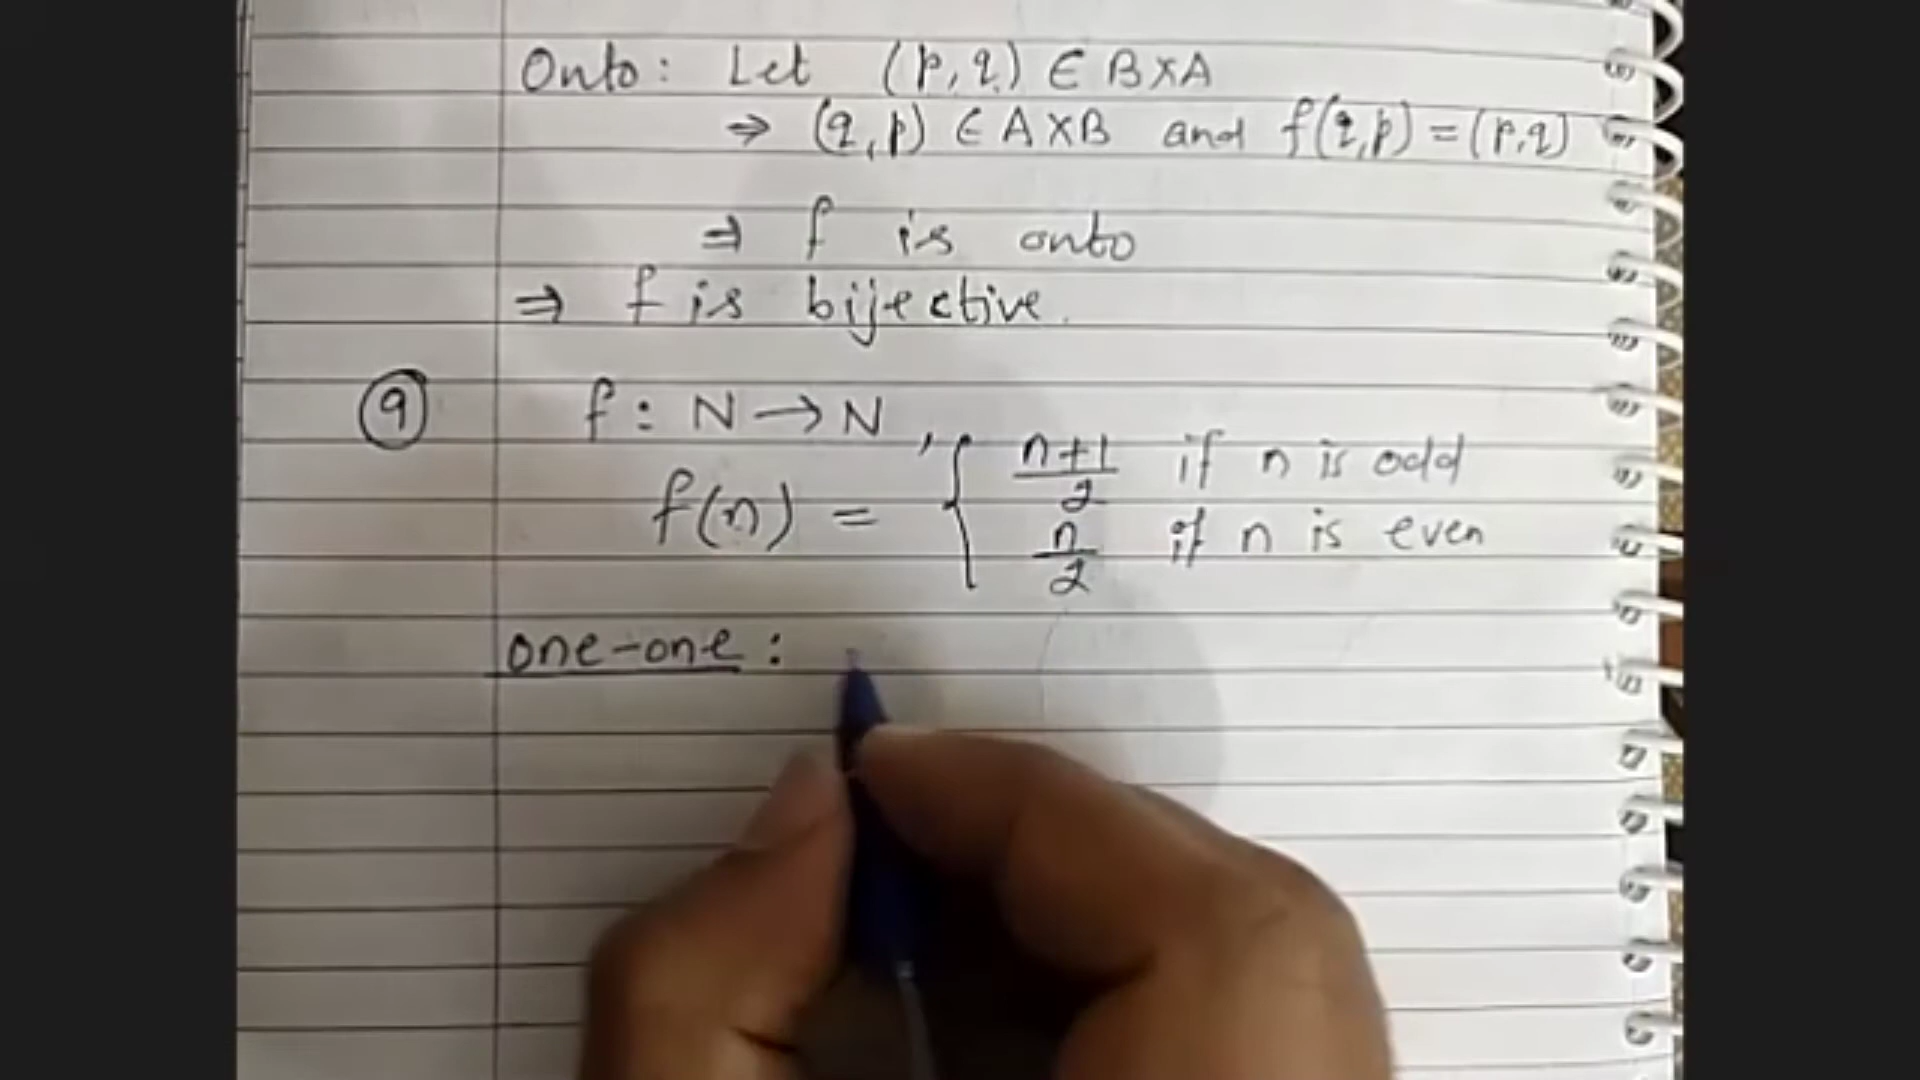 Onto: Let (p,q) ∈ B×A
⇒ (q,p) ∈ A×B and f(q,p) = (p,q)
⇒ f is onto
⇒ f is bijective.
⑨ f : N → N ,
f(n) = { (n+1)/2 if n is odd
n/2 if n is even
one-one :